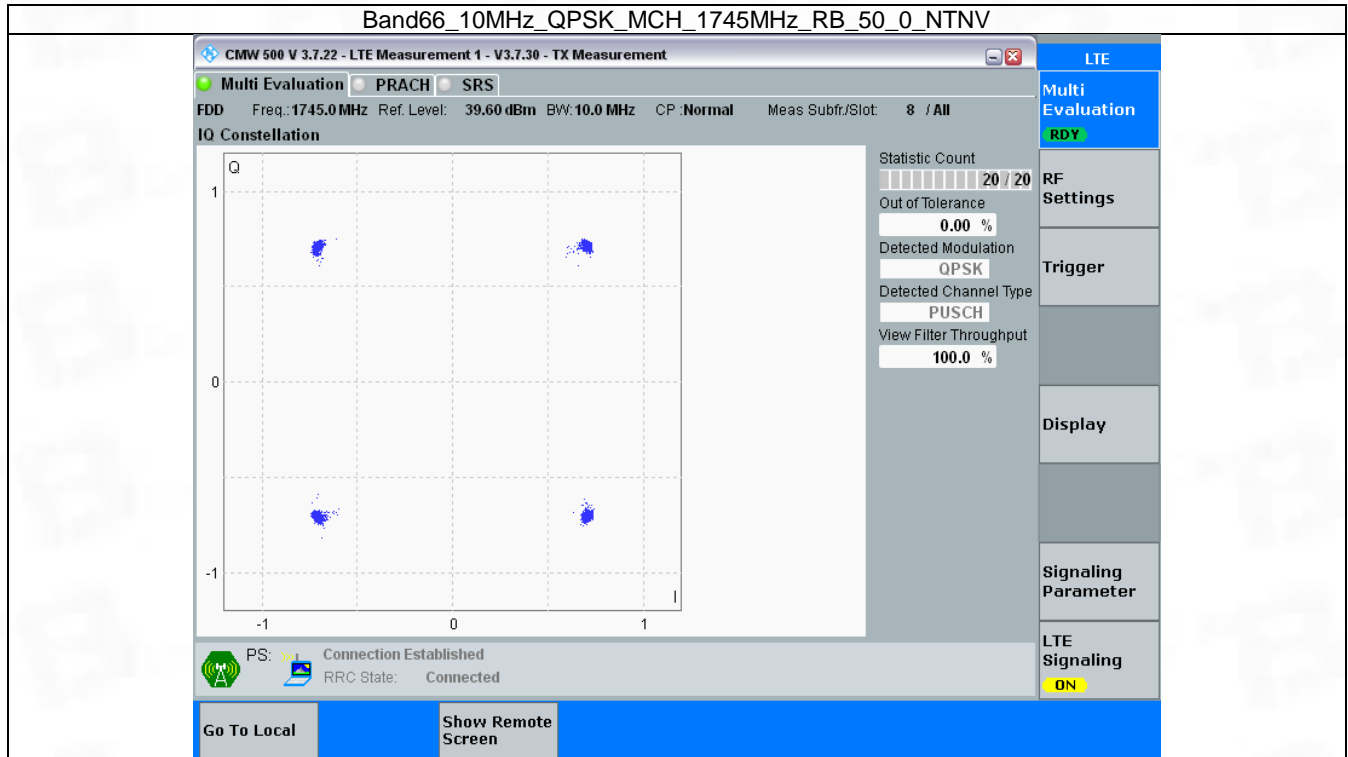 Band66_10MHz_QPSK_MCH_1745MHz_RB_50_0_NTNV
CMW 500 V 3.7.22 - LTE Measurement 1 - V3.7.30 - TX Measurement
LTE
Multi Evaluation PRACH SRS
FDD Freq.:1745.0 MHz Ref. Level: 39.60 dBm BW:10.0 MHz CP :Normal Meas Subfr./Slot: 8 / All
IQ Constellation
Q
1
0
-1
I
-1 0 1
Statistic Count
20 / 20
Out of Tolerance
0.00 %
Detected Modulation
QPSK
Detected Channel Type
PUSCH
View Filter Throughput
100.0 %
Multi
Evaluation
RDY
RF
Settings
Trigger
Display
Signaling
Parameter
LTE
Signaling
ON
PS: Connection Established
RRC State: Connected
Go To Local
Show Remote
Screen